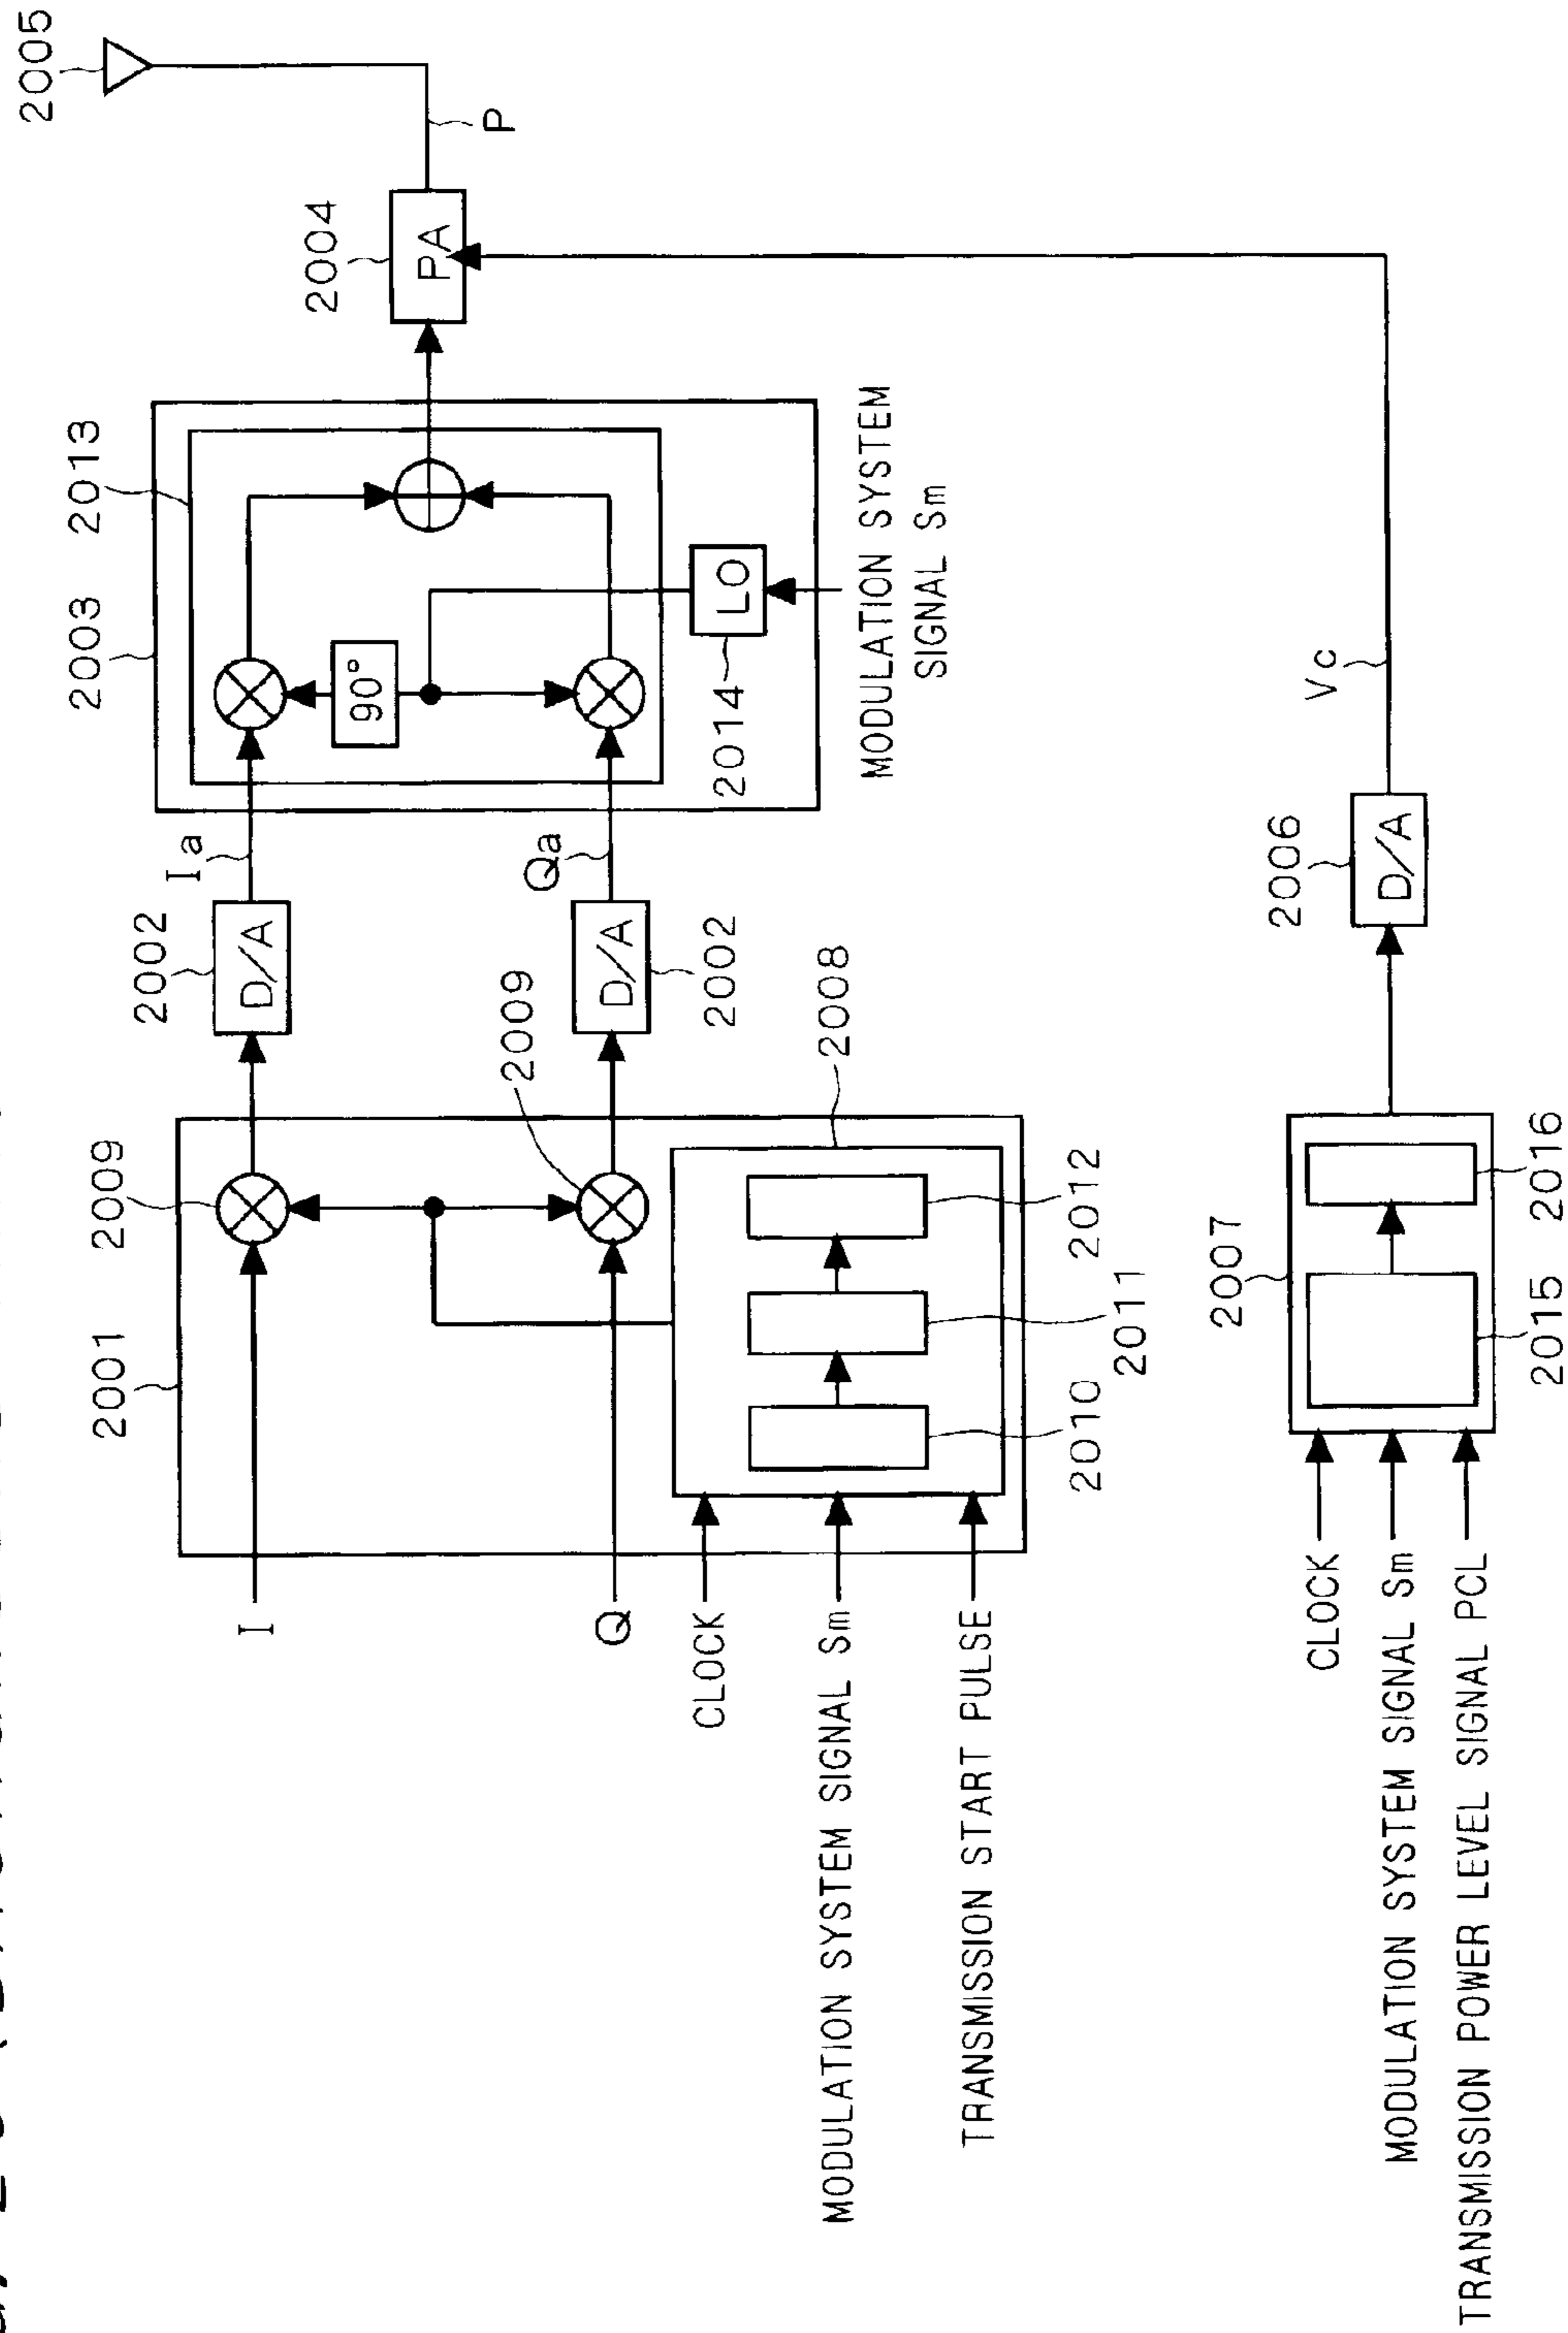 2005
P
2004
PA
2003
2013
90°
LO
2014
MODULATION SYSTEM
SIGNAL Sm
Ia
Qa
2002
D/A
D/A
2002
2001
2009
2009
2008
2010
2011
2012
I
Q
CLOCK
MODULATION SYSTEM SIGNAL Sm
TRANSMISSION START PULSE
Vc
2006
D/A
2007
2015
2016
CLOCK
MODULATION SYSTEM SIGNAL Sm
TRANSMISSION POWER LEVEL SIGNAL PCL